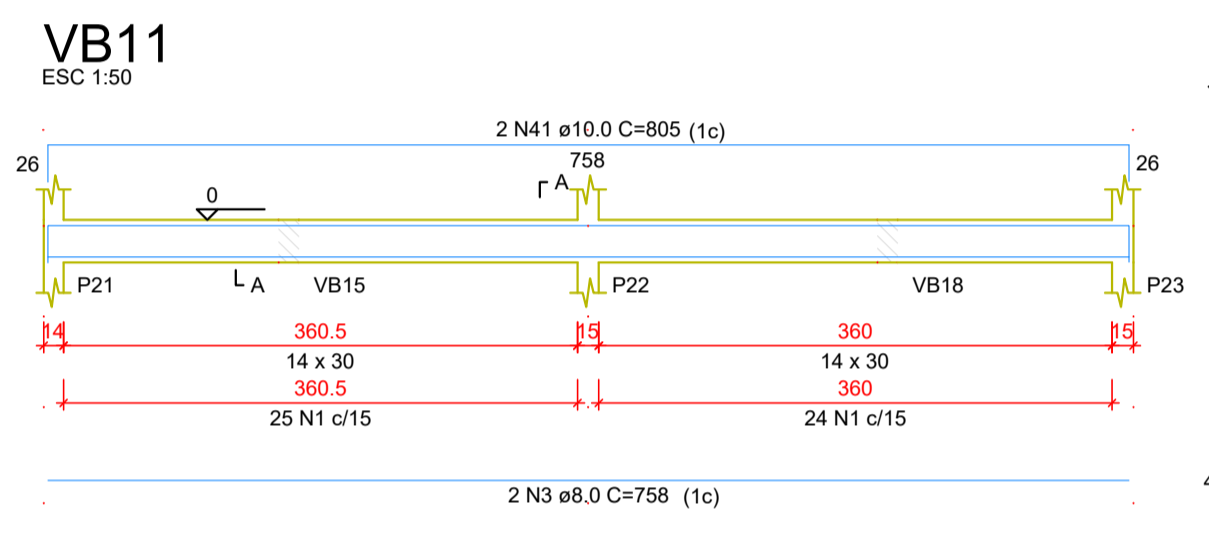 VB11
ESC 1:50
2 N41 ø10.0 C=805 (1c)
26
758
26
A
0
A
P21
VB15
P22
VB18
P23
14
360.5
15
360
15
14 x 30
14 x 30
360.5
360
25 N1 c/15
24 N1 c/15
2 N3 ø8.0 C=758 (1c)